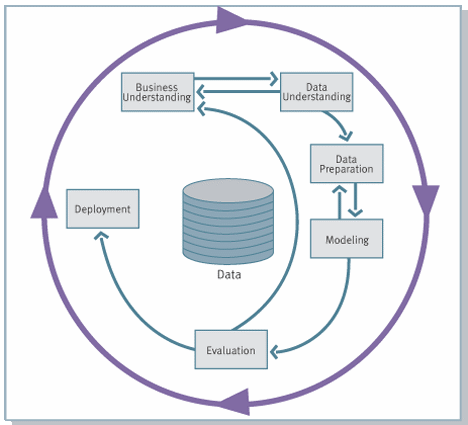 Business
Understanding
Data
Understanding
Data
Preparation
Deployment
Modeling
Data
Evaluation